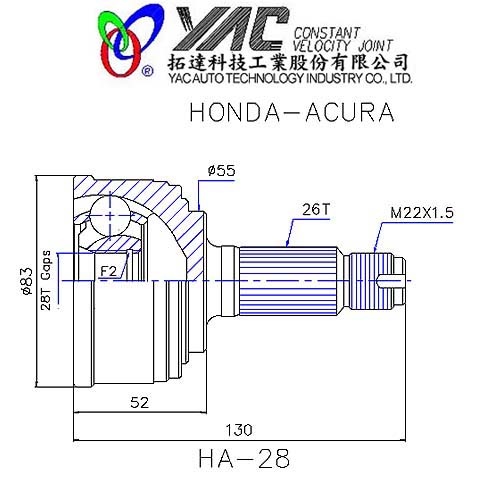 YAC CONSTANT
VELOCITY JOINT
®
拓達科技工業股份有限公司
YAC AUTO TECHNOLOGY INDUSTRY CO., LTD.
HONDA-ACURA
ø55
26T
M22X1.5
ø83
28T Gaps
F2
52
130
HA-28